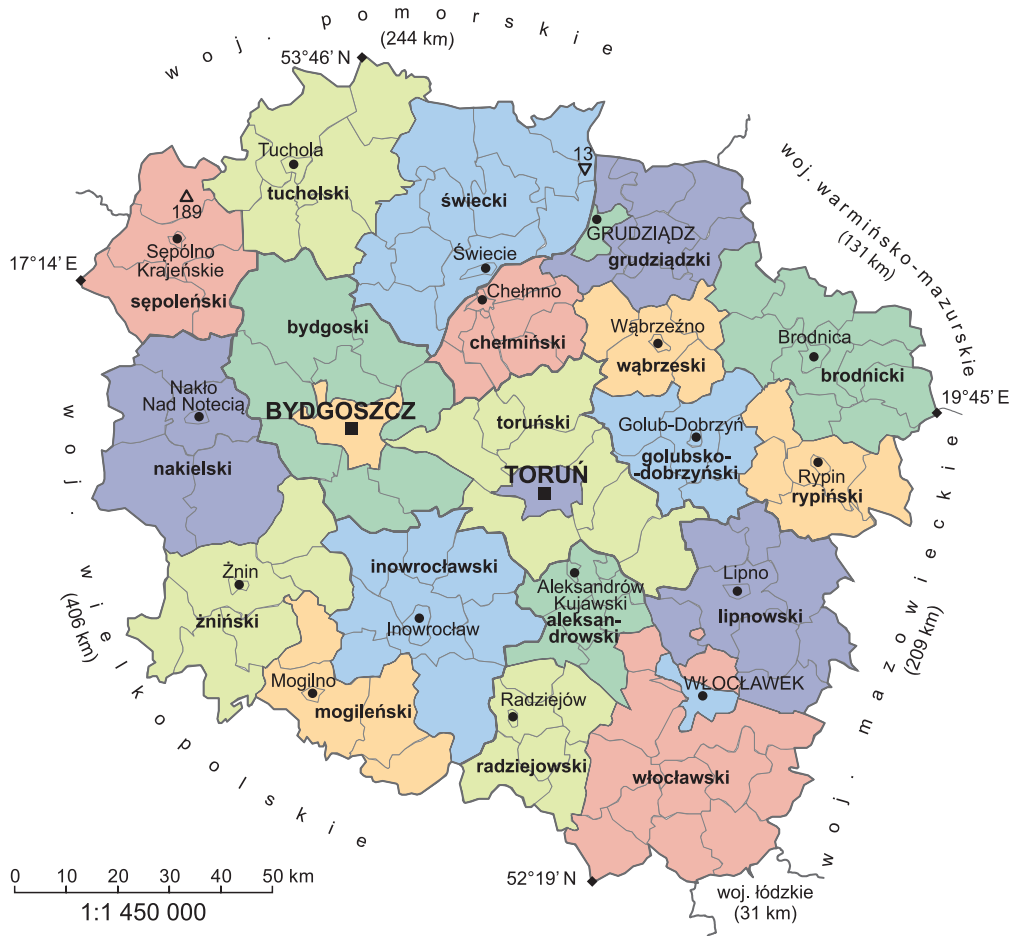 woj. pomorskie
(244 km)
53°46' N
13
woj. warmińsko-mazurskie
(131 km)
Tuchola
tucholski
świecki
189
GRUDZIĄDZ
grudziądzki
Sępólno
Krajeńskie
sępoleński
17°14' E
Świecie
Chełmno
chełmiński
bydgoski
Wąbrzeźno
wąbrzeski
Brodnica
brodnicki
19°45' E
Nakło
Nad Notecią
nakielski
BYDGOSZCZ
toruński
TORUŃ
Golub-Dobrzyń
golubsko-
-dobrzyński
Rypin
rypiński
woj. wielkopolskie
(406 km)
Żnin
żniński
inowrocławski
Inowrocław
Aleksandrów
Kujawski
aleksan-
drowski
Lipno
lipnowski
woj. mazowieckie
(209 km)
Mogilno
mogileński
Radziejów
radziejowski
WŁOCŁAWEK
włocławski
52°19' N
woj. łódzkie
(31 km)
0 10 20 30 40 50 km
1:1 450 000